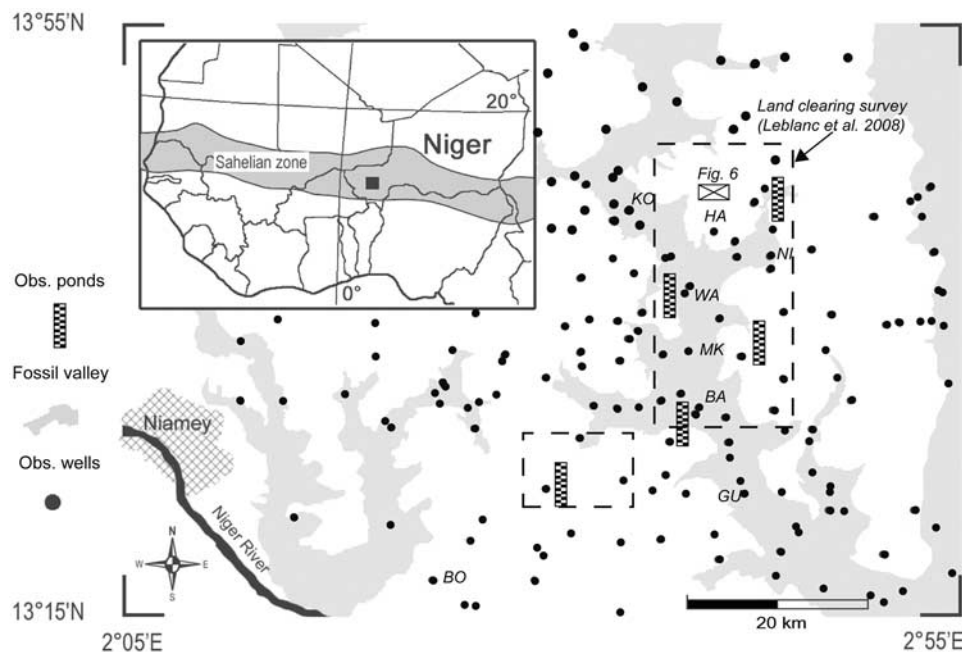 13°55'N
20°
Niger
Sahelian zone
0°
Land clearing survey
(Leblanc et al. 2008)
Fig. 6
KO
HA
NI
Obs. ponds
WA
MK
Fossil valley
BA
Niamey
Obs. wells
GU
Niger River
N
W
E
S
BO
13°15'N
20 km
2°05'E
2°55'E